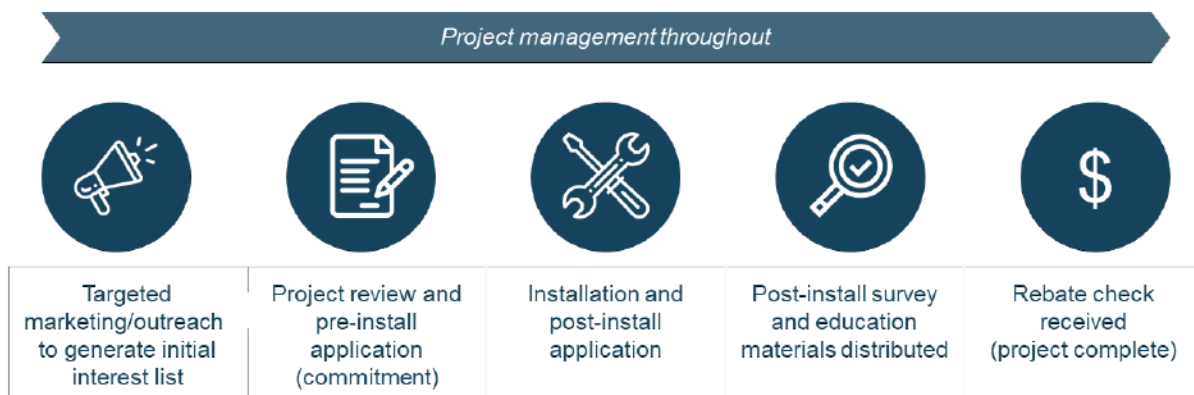 Project management throughout
$
Targeted
marketing/outreach
to generate initial
interest list
Project review and
pre-install
application
(commitment)
Installation and
post-install
application
Post-install survey
and education
materials distributed
Rebate check
received
(project complete)